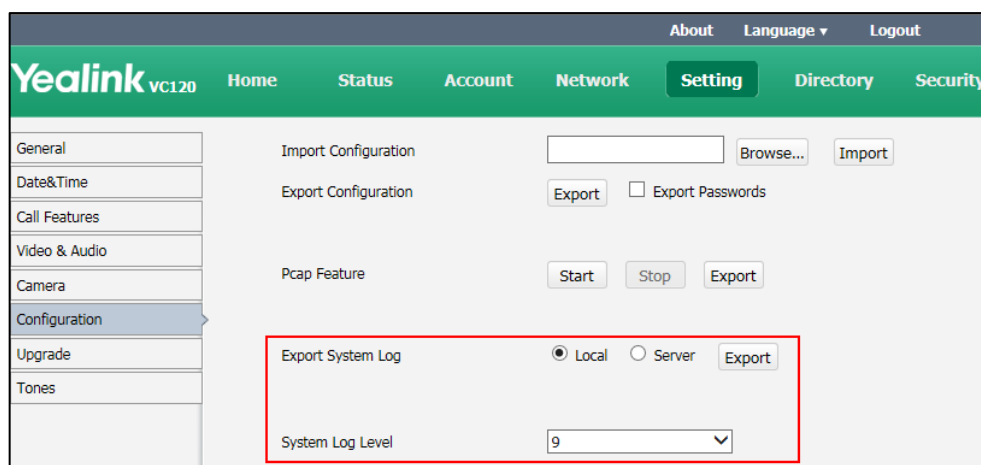 About Language ▾ Logout
Yealink VC120 Home Status Account Network Setting Directory Security
General
Date&Time
Call Features
Video & Audio
Camera
Configuration
Upgrade
Tones
Import Configuration Browse... Import
Export Configuration Export Export Passwords
Pcap Feature Start Stop Export
Export System Log Local Server Export
System Log Level 9